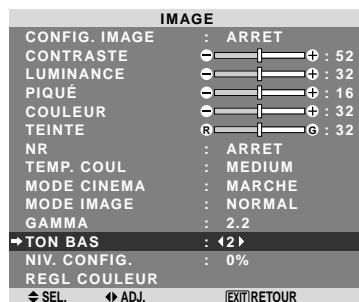 IMAGE
CONFIG. IMAGE : ARRET
CONTRASTE : 52
LUMINANCE : 32
PIQUÉ : 16
COULEUR : 32
TEINTE R G : 32
NR : ARRET
TEMP. COUL : MEDIUM
MODE CINEMA : MARCHE
MODE IMAGE : NORMAL
GAMMA : 2.2
TON BAS : 2
NIV. CONFIG. : 0%
REGL COULEUR
SEL. ADJ. EXIT RETOUR